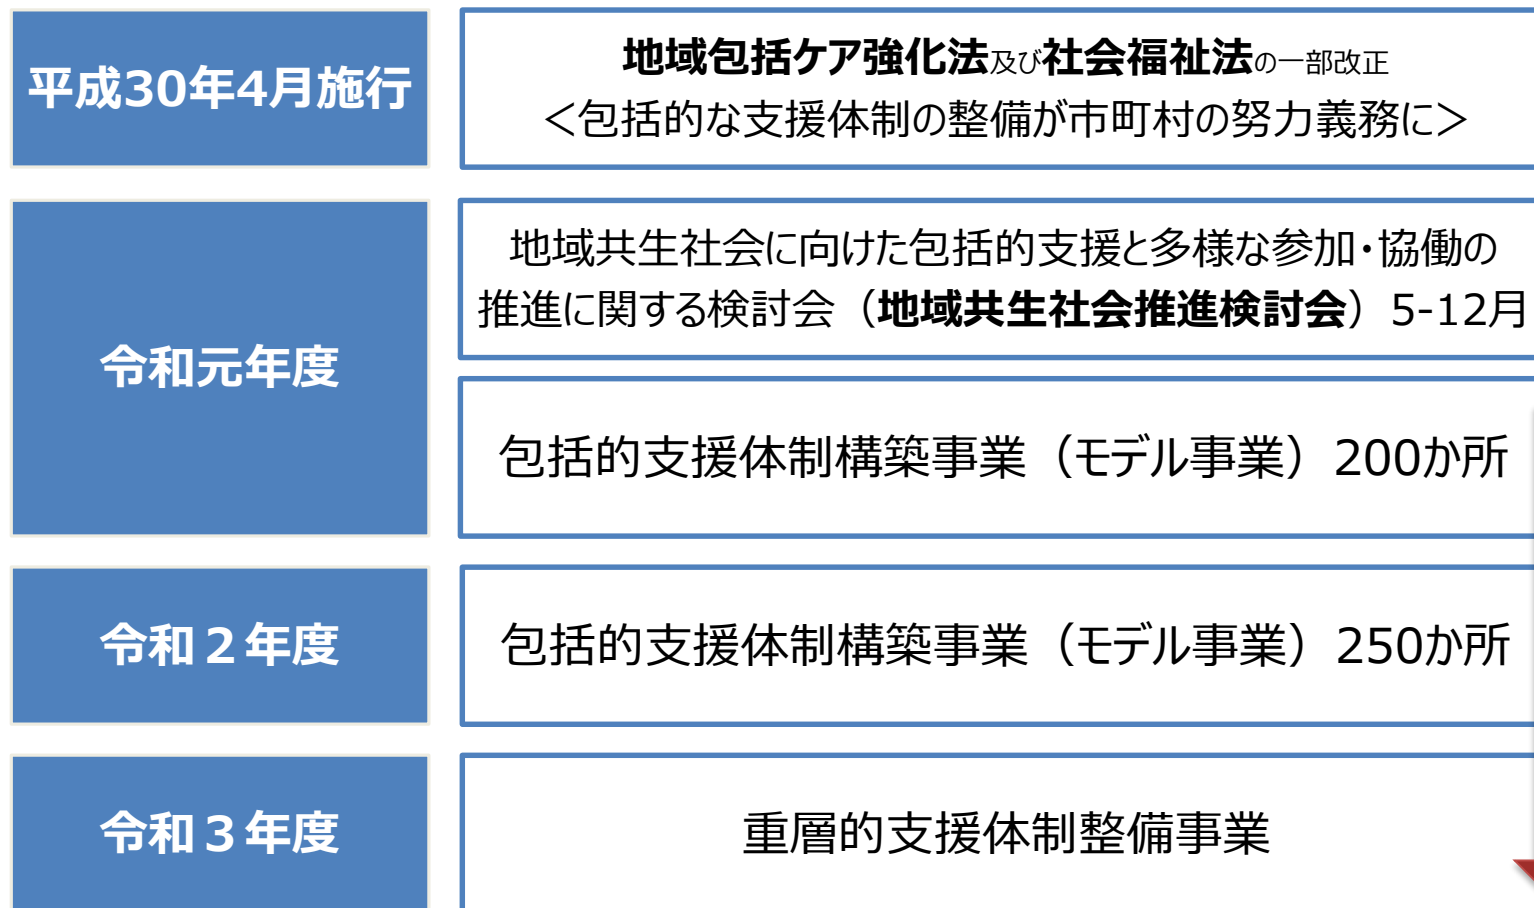 平成30年4月施行
地域包括ケア強化法及び社会福祉法の一部改正
＜包括的な支援体制の整備が市町村の努力義務に＞
令和元年度
地域共生社会に向けた包括的支援と多様な参加・協働の
推進に関する検討会（地域共生社会推進検討会）5-12月
包括的支援体制構築事業（モデル事業）200か所
令和２年度
包括的支援体制構築事業（モデル事業）250か所
令和３年度
重層的支援体制整備事業